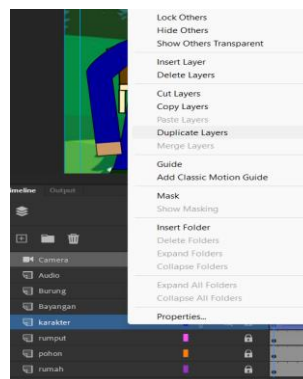 Lock Others
Hide Others
Show Others Transparent
Insert Layer
Delete Layers
Cut Layers
Copy Layers
Paste Layers
Duplicate Layers
Merge Layers
Guide
Add Classic Motion Guide
Mask
Show Masking
Insert Folder
Delete Folders
Expand Folders
Collapse Folders
Expand All Folders
Collapse All Folders
Properties...
imeline
Output
Camera
Audio
Burung
Bayangan
karakter
rumput
pohon
rumah